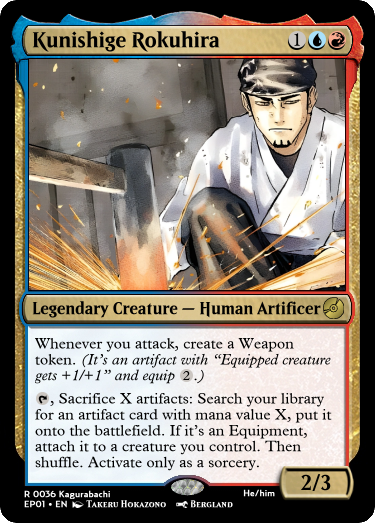 Kunishige Rokuhira 1
Legendary Creature — Human Artificer
Whenever you attack, create a Weapon
token. (It's an artifact with “Equipped creature
gets +1/+1” and equip 2.)
, Sacrifice X artifacts: Search your library
for an artifact card with mana value X, put it
onto the battlefield. If it's an Equipment,
attach it to a creature you control. Then
shuffle. Activate only as a sorcery.
2/3
R 0036 Kagurabachi He/him
EP01 • EN Takeru Hokazono Bergland